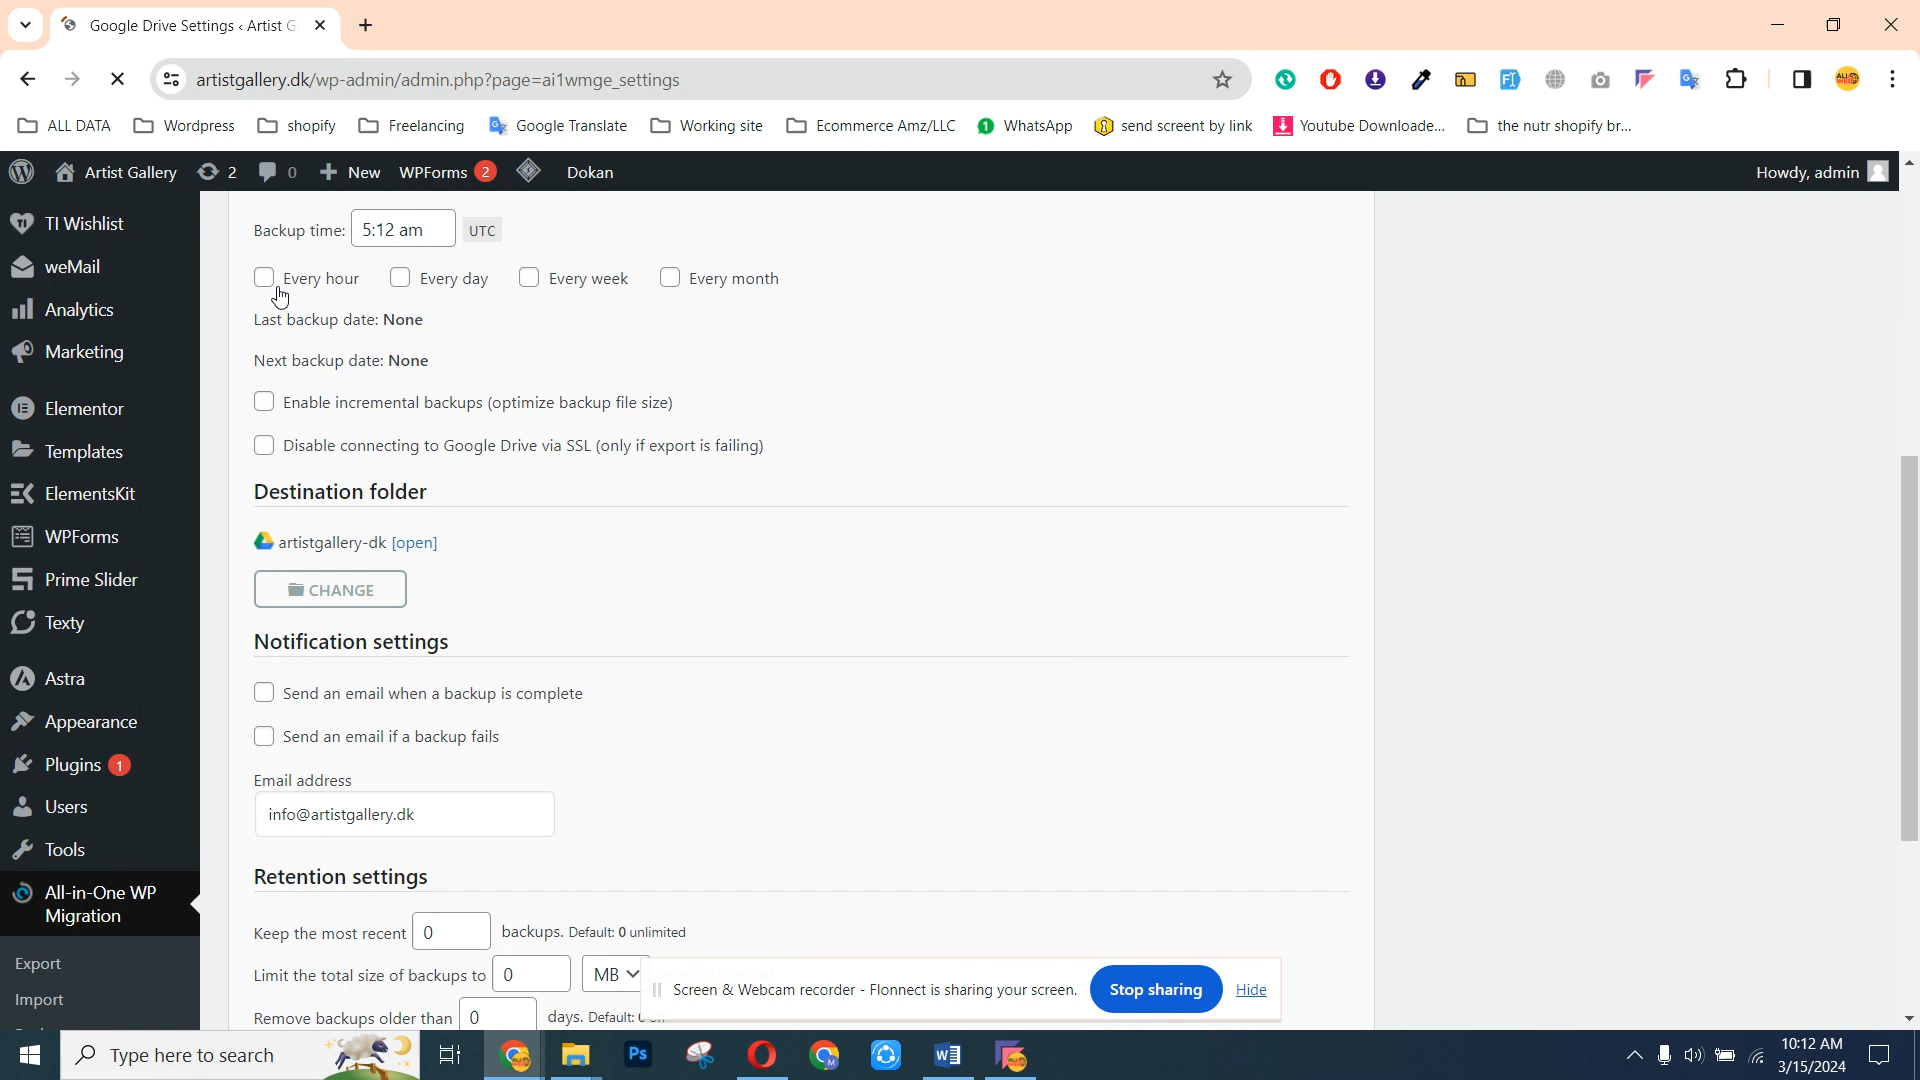 Google Drive Settings ‹ Artist G
artistgallery.dk/wp-admin/admin.php?page=ai1wmge_settings
ALL DATA
Wordpress
shopify
Freelancing
Google Translate
Working site
Ecommerce Amz/LLC
WhatsApp
send screent by link
Youtube Downloade...
the nutr shopify br...
Artist Gallery
2
0
New
WPForms 2
Dokan
Howdy, admin
TI Wishlist
weMail
Analytics
Marketing
Elementor
Templates
ElementsKit
WPForms
Prime Slider
Texty
Astra
Appearance
Plugins 1
Users
Tools
All-in-One WP
Migration
Export
Import
Backup time: 5:12 am UTC
Every hour Every day Every week Every month
Last backup date: None
Next backup date: None
Enable incremental backups (optimize backup file size)
Disable connecting to Google Drive via SSL (only if export is failing)
Destination folder
artistgallery-dk [open]
CHANGE
Notification settings
Send an email when a backup is complete
Send an email if a backup fails
Email address
info@artistgallery.dk
Retention settings
Keep the most recent 0 backups. Default: 0 unlimited
Limit the total size of backups to 0 MB
Remove backups older than 0 days. Default:
Screen & Webcam recorder - Flonnect is sharing your screen.
Stop sharing
Hide
Type here to search
Ps
10:12 AM
3/15/2024